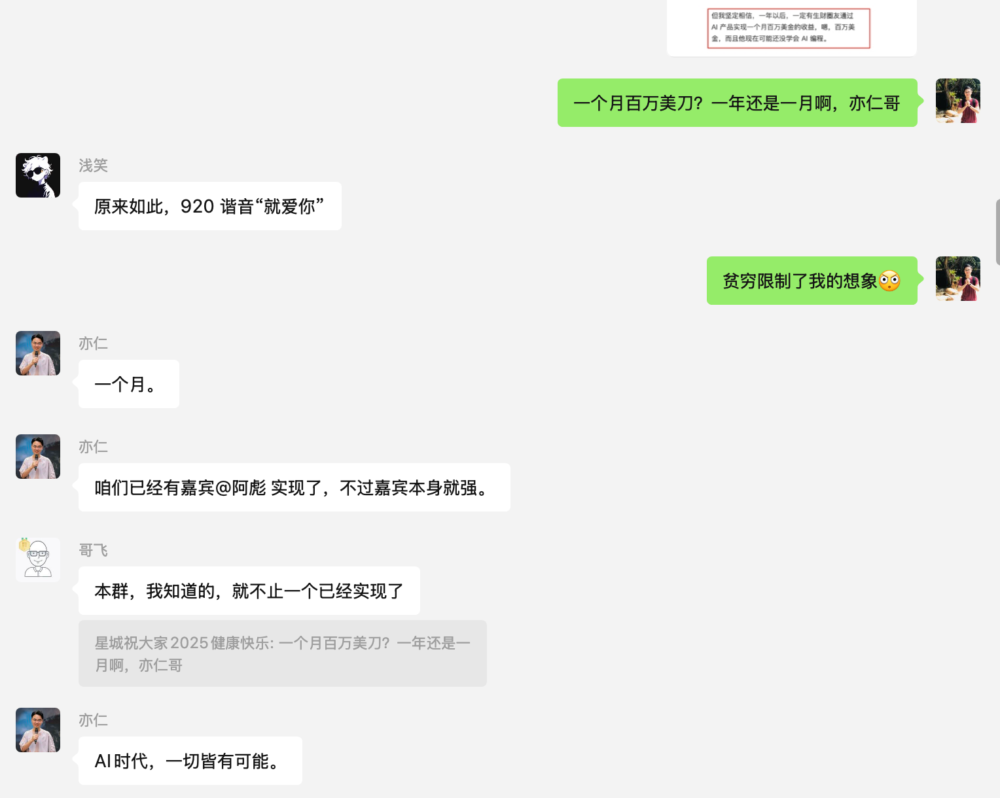 但我坚定相信，一年以后，一定有生财圈友通过
AI 产品实现一个月百万美金的收益，嗯，百万美
金，而且他现在可能还没学会 AI 编程。
一个月百万美刀？一年还是一月啊，亦仁哥
浅笑
原来如此，920 谐音“就爱你”
贫穷限制了我的想象
亦仁
一个月。
亦仁
咱们已经有嘉宾@阿彪 实现了，不过嘉宾本身就强。
哥飞
本群，我知道的，就不止一个已经实现了
星城祝大家2025健康快乐: 一个月百万美刀？一年还是一
月啊，亦仁哥
亦仁
AI时代，一切皆有可能。